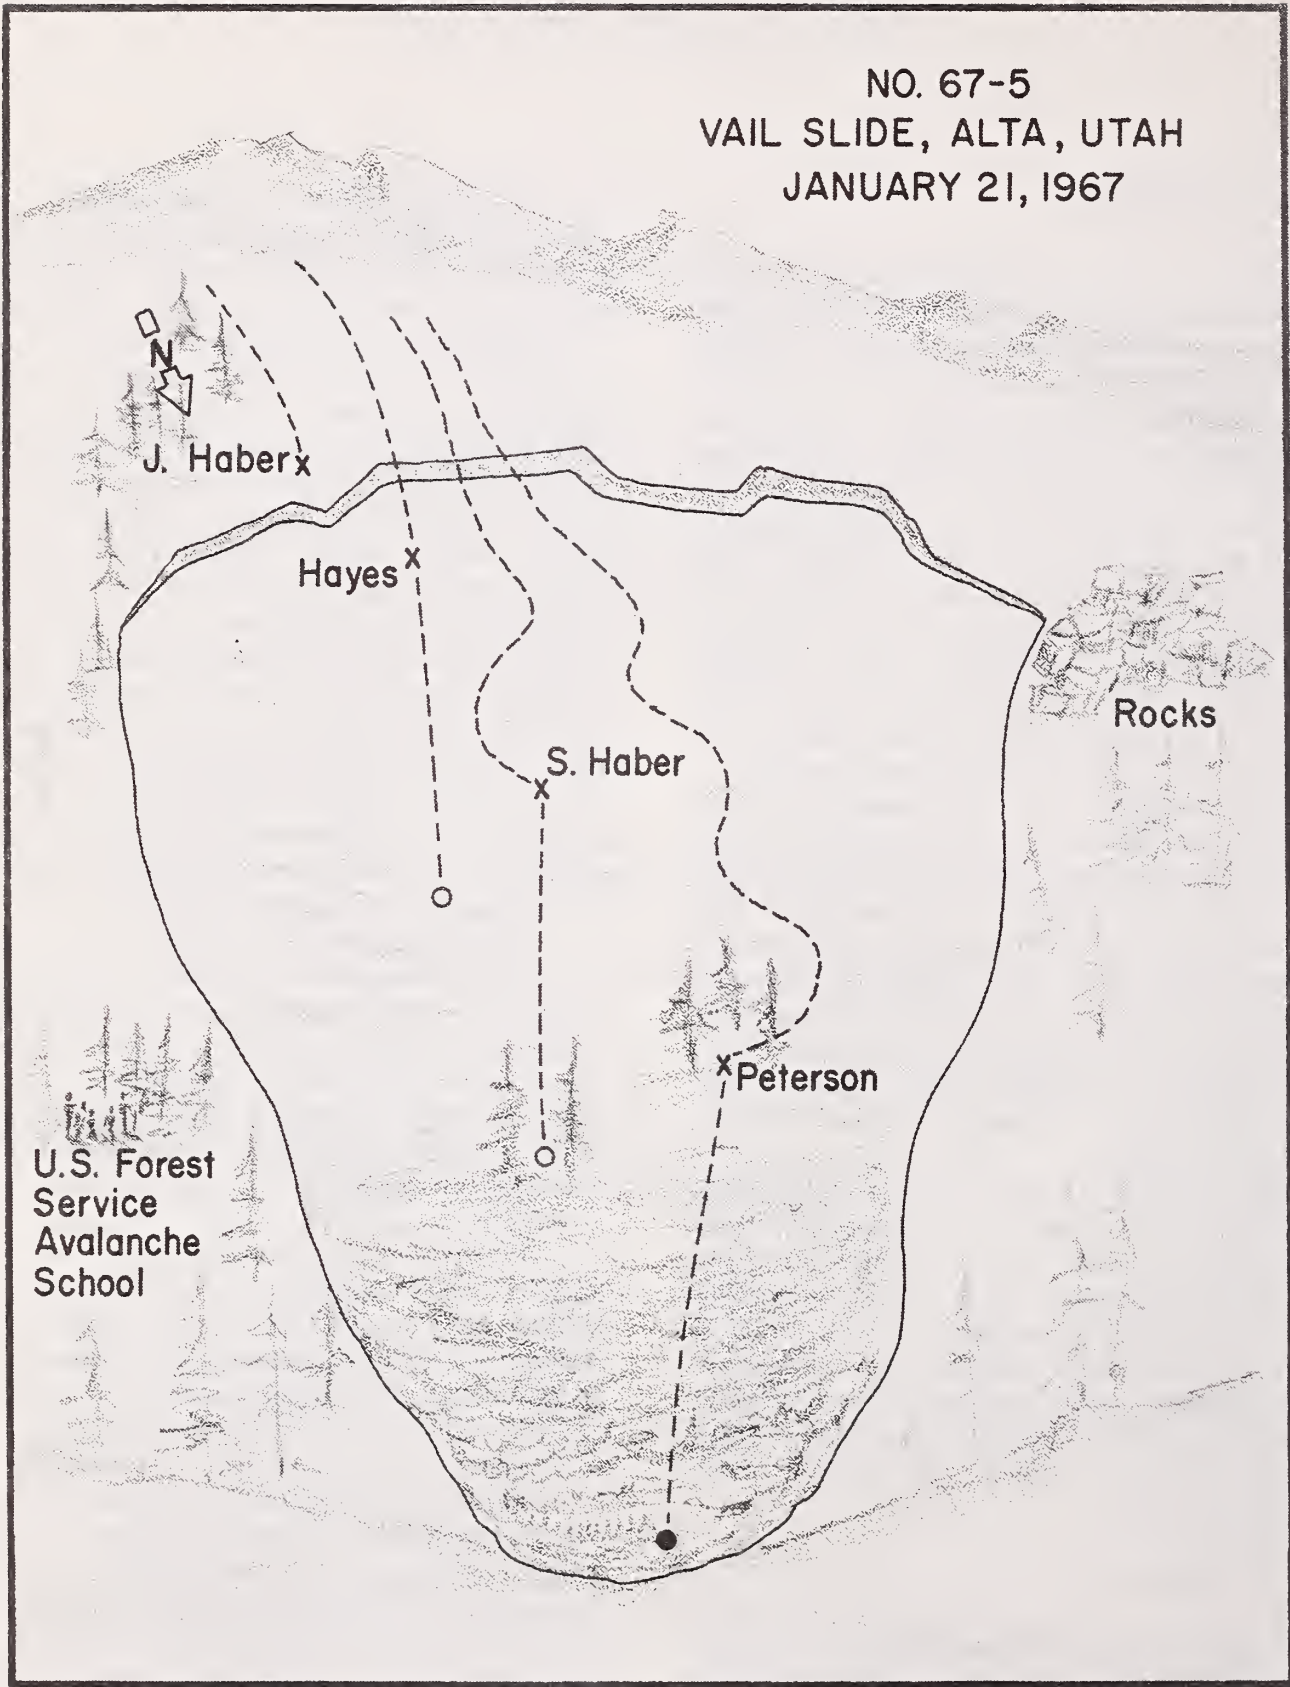 NO. 67-5
VAIL SLIDE, ALTA, UTAH
JANUARY 21, 1967
N
J. Haber
Hayes
Rocks
S. Haber
Peterson
U.S. Forest
Service
Avalanche
School